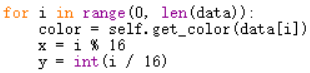 for i in range(0, len(data)):
    color = self.get_color(data[i])
    x = i % 16
    y = int(i / 16)